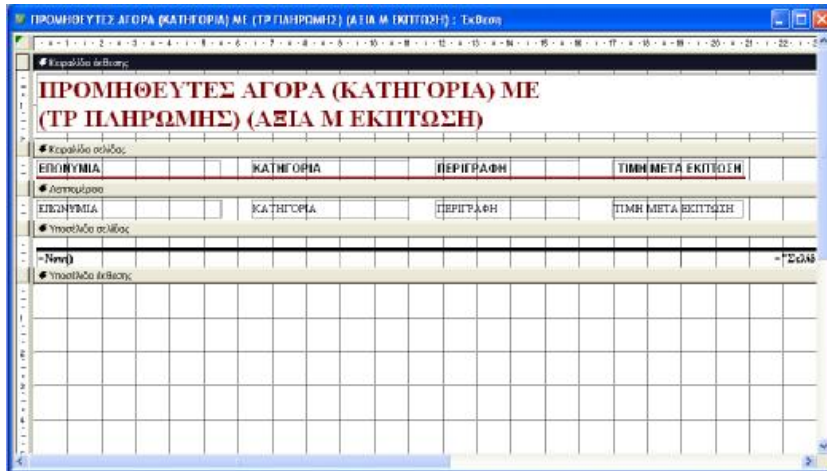 ΠΡΟΜΗΘΕΥΤΕΣ ΑΓΟΡΑ (ΚΑΤΗΓΟΡΙΑ) ΜΕ (ΤΡ ΠΛΗΡΩΜΗΣ) (ΑΞΙΑ Μ ΕΚΠΤΩΣΗ) : Έκθεση
Κεφαλίδα έκθεσης
ΠΡΟΜΗΘΕΥΤΕΣ ΑΓΟΡΑ (ΚΑΤΗΓΟΡΙΑ) ΜΕ
(ΤΡ ΠΛΗΡΩΜΗΣ) (ΑΞΙΑ Μ ΕΚΠΤΩΣΗ)
Κεφαλίδα σελίδας
ΕΠΩΝΥΜΙΑ ΚΑΤΗΓΟΡΙΑ ΠΕΡΙΓΡΑΦΗ ΤΙΜΗ ΜΕΤΑ ΕΚΠΤΩΣΗ
Λεπτομέρεια
ΕΠΩΝΥΜΙΑ ΚΑΤΗΓΟΡΙΑ ΠΕΡΙΓΡΑΦΗ ΤΙΜΗ ΜΕΤΑ ΕΚΠΤΩΣΗ
Υποσέλιδο σελίδας
=Now() ="Σελίδ
Υποσέλιδο έκθεσης